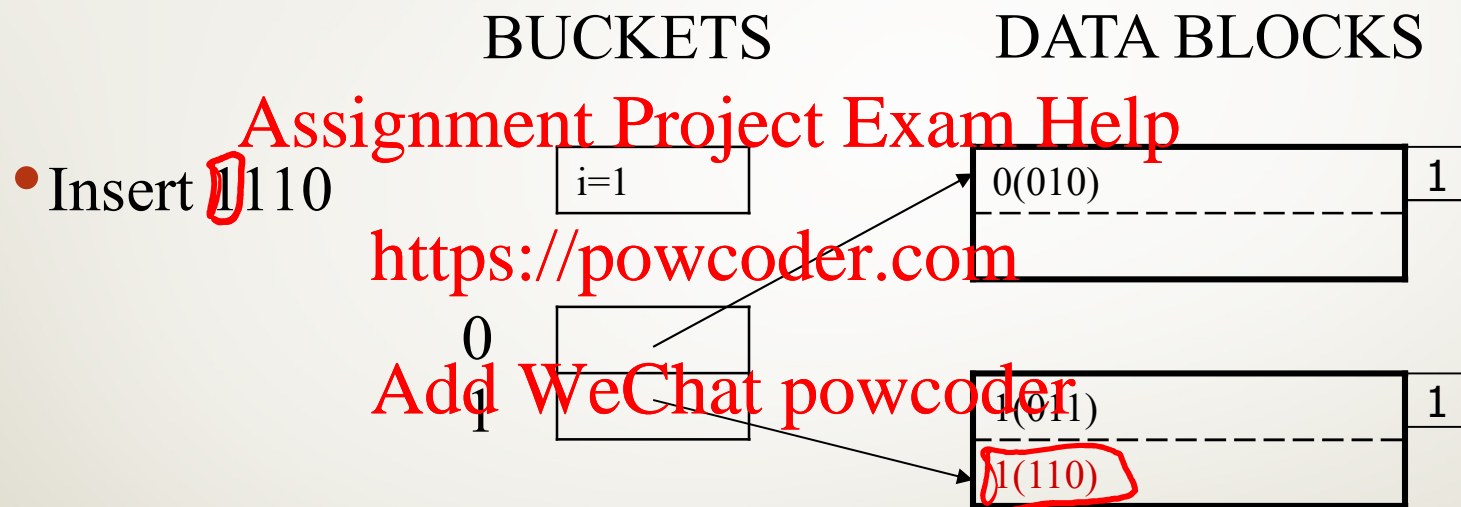 BUCKETS DATA BLOCKS
Assignment Project Exam Help
• Insert 1110 i=1 0(010) 1
https://powcoder.com
0
Add WeChat powcoder
1 1(011) 1
1(110)